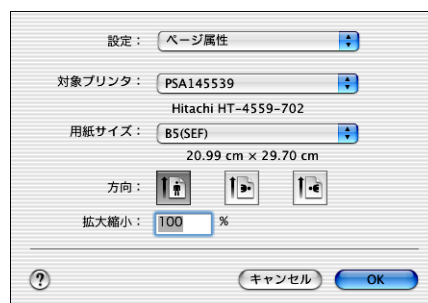 設定： ページ属性
対象プリンタ： PSA145539
Hitachi HT-4559-702
用紙サイズ： B5(SEF)
20.99 cm × 29.70 cm
方向：
拡大縮小： 100 %
? キャンセル OK